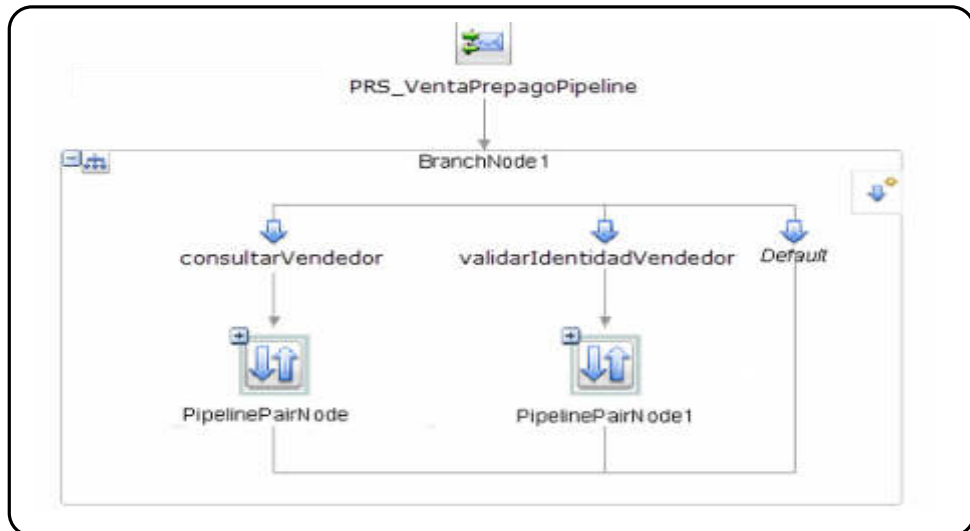 PRS_VentaPrepagoPipeline
BranchNode1
consultarVendedor
validarIdentidadVendedor
Default
PipelinePairNode
PipelinePairNode1